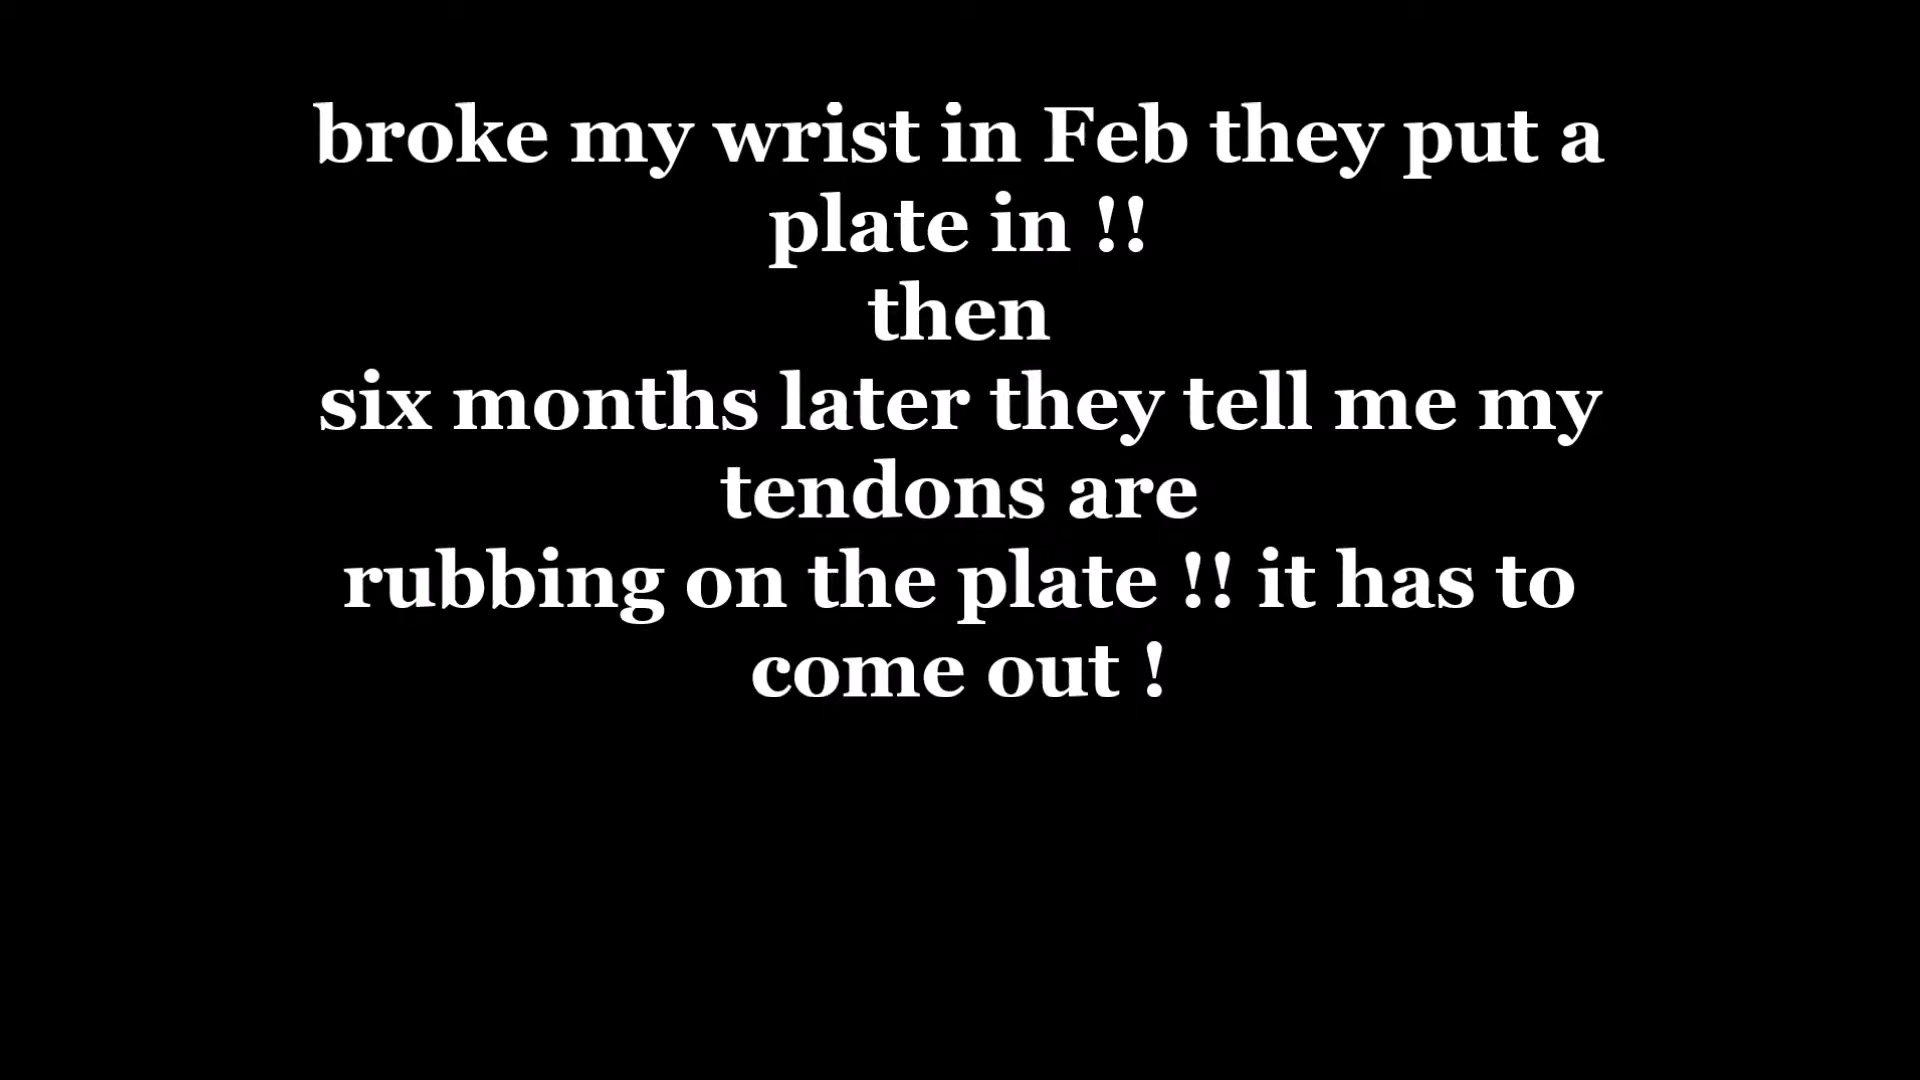 broke my wrist in Feb they put a
plate in !!
then
six months later they tell me my
tendons are
rubbing on the plate !! it has to
come out !